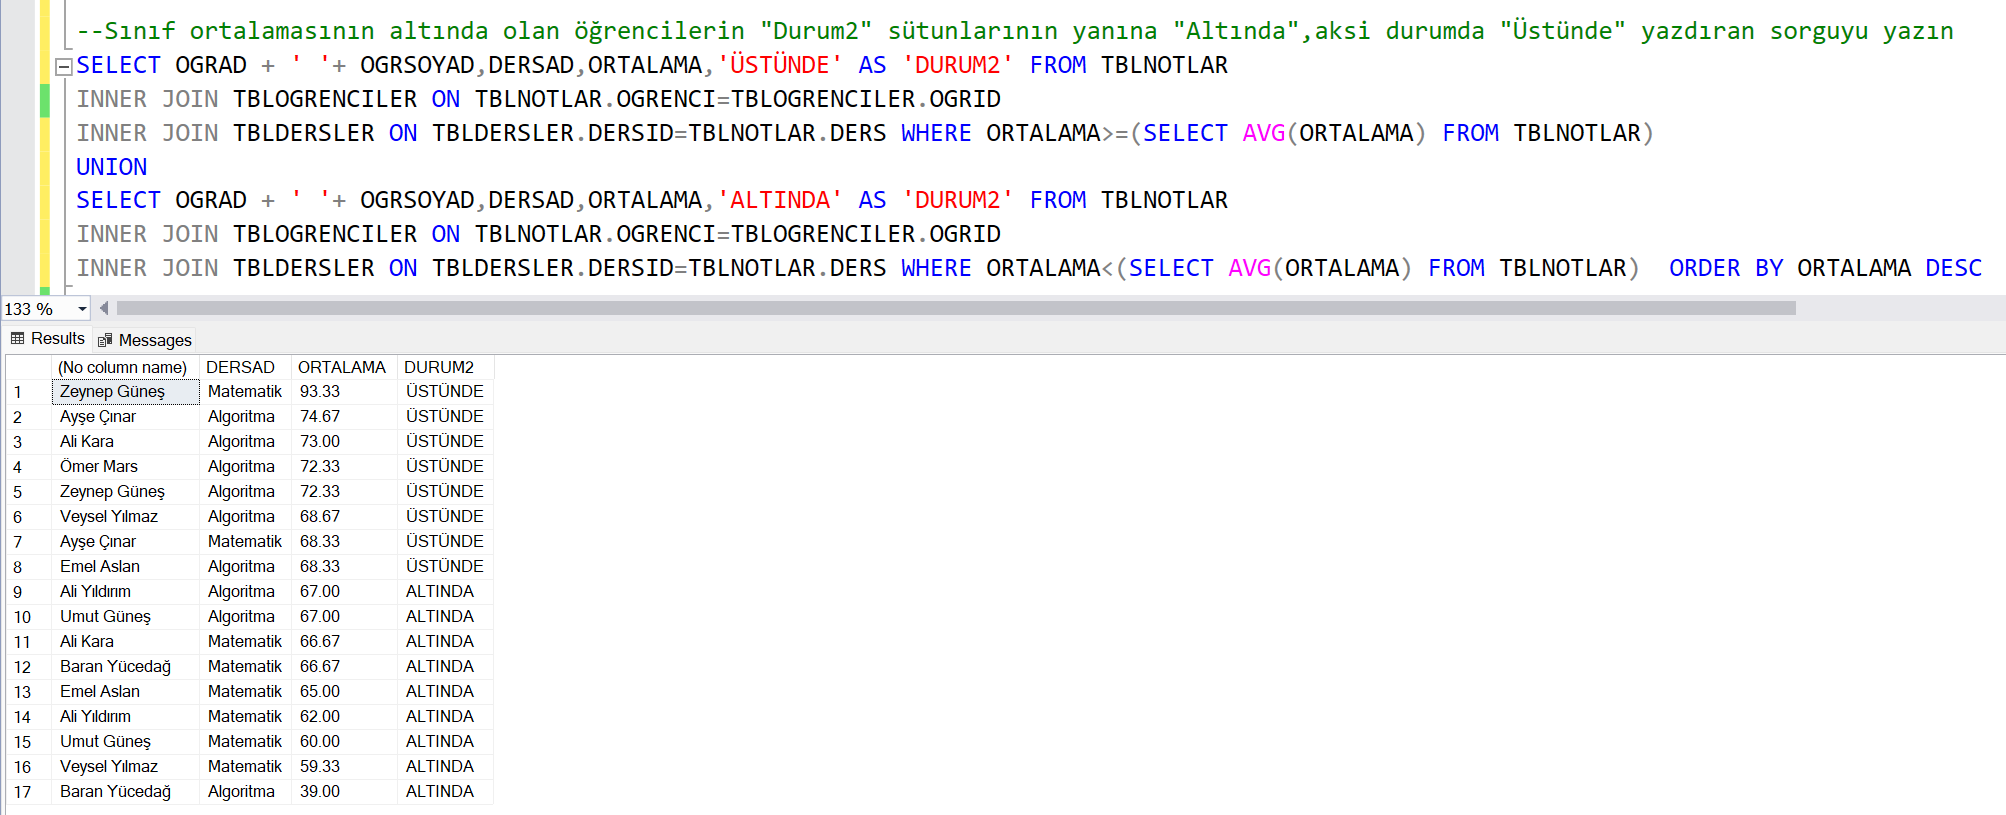 --Sınıf ortalamasının altında olan öğrencilerin "Durum2" sütunlarının yanına "Altında",aksi durumda "Üstünde" yazdıran sorguyu yazın
SELECT OGRAD + ' '+ OGRSOYAD,DERSAD,ORTALAMA,'ÜSTÜNDE' AS 'DURUM2' FROM TBLNOTLAR
INNER JOIN TBLOGRENCILER ON TBLNOTLAR.OGRENCI=TBLOGRENCILER.OGRID
INNER JOIN TBLDERSLER ON TBLDERSLER.DERSID=TBLNOTLAR.DERS WHERE ORTALAMA>=(SELECT AVG(ORTALAMA) FROM TBLNOTLAR)
UNION
SELECT OGRAD + ' '+ OGRSOYAD,DERSAD,ORTALAMA,'ALTINDA' AS 'DURUM2' FROM TBLNOTLAR
INNER JOIN TBLOGRENCILER ON TBLNOTLAR.OGRENCI=TBLOGRENCILER.OGRID
INNER JOIN TBLDERSLER ON TBLDERSLER.DERSID=TBLNOTLAR.DERS WHERE ORTALAMA<(SELECT AVG(ORTALAMA) FROM TBLNOTLAR)  ORDER BY ORTALAMA DESC
133 %
Results Messages
(No column name) DERSAD ORTALAMA DURUM2
1 Zeynep Güneş Matematik 93.33 ÜSTÜNDE
2 Ayşe Çınar Algoritma 74.67 ÜSTÜNDE
3 Ali Kara Algoritma 73.00 ÜSTÜNDE
4 Ömer Mars Algoritma 72.33 ÜSTÜNDE
5 Zeynep Güneş Algoritma 72.33 ÜSTÜNDE
6 Veysel Yılmaz Algoritma 68.67 ÜSTÜNDE
7 Ayşe Çınar Matematik 68.33 ÜSTÜNDE
8 Emel Aslan Algoritma 68.33 ÜSTÜNDE
9 Ali Yıldırım Algoritma 67.00 ALTINDA
10 Umut Güneş Algoritma 67.00 ALTINDA
11 Ali Kara Matematik 66.67 ALTINDA
12 Baran Yücedağ Matematik 66.67 ALTINDA
13 Emel Aslan Matematik 65.00 ALTINDA
14 Ali Yıldırım Matematik 62.00 ALTINDA
15 Umut Güneş Matematik 60.00 ALTINDA
16 Veysel Yılmaz Matematik 59.33 ALTINDA
17 Baran Yücedağ Algoritma 39.00 ALTINDA